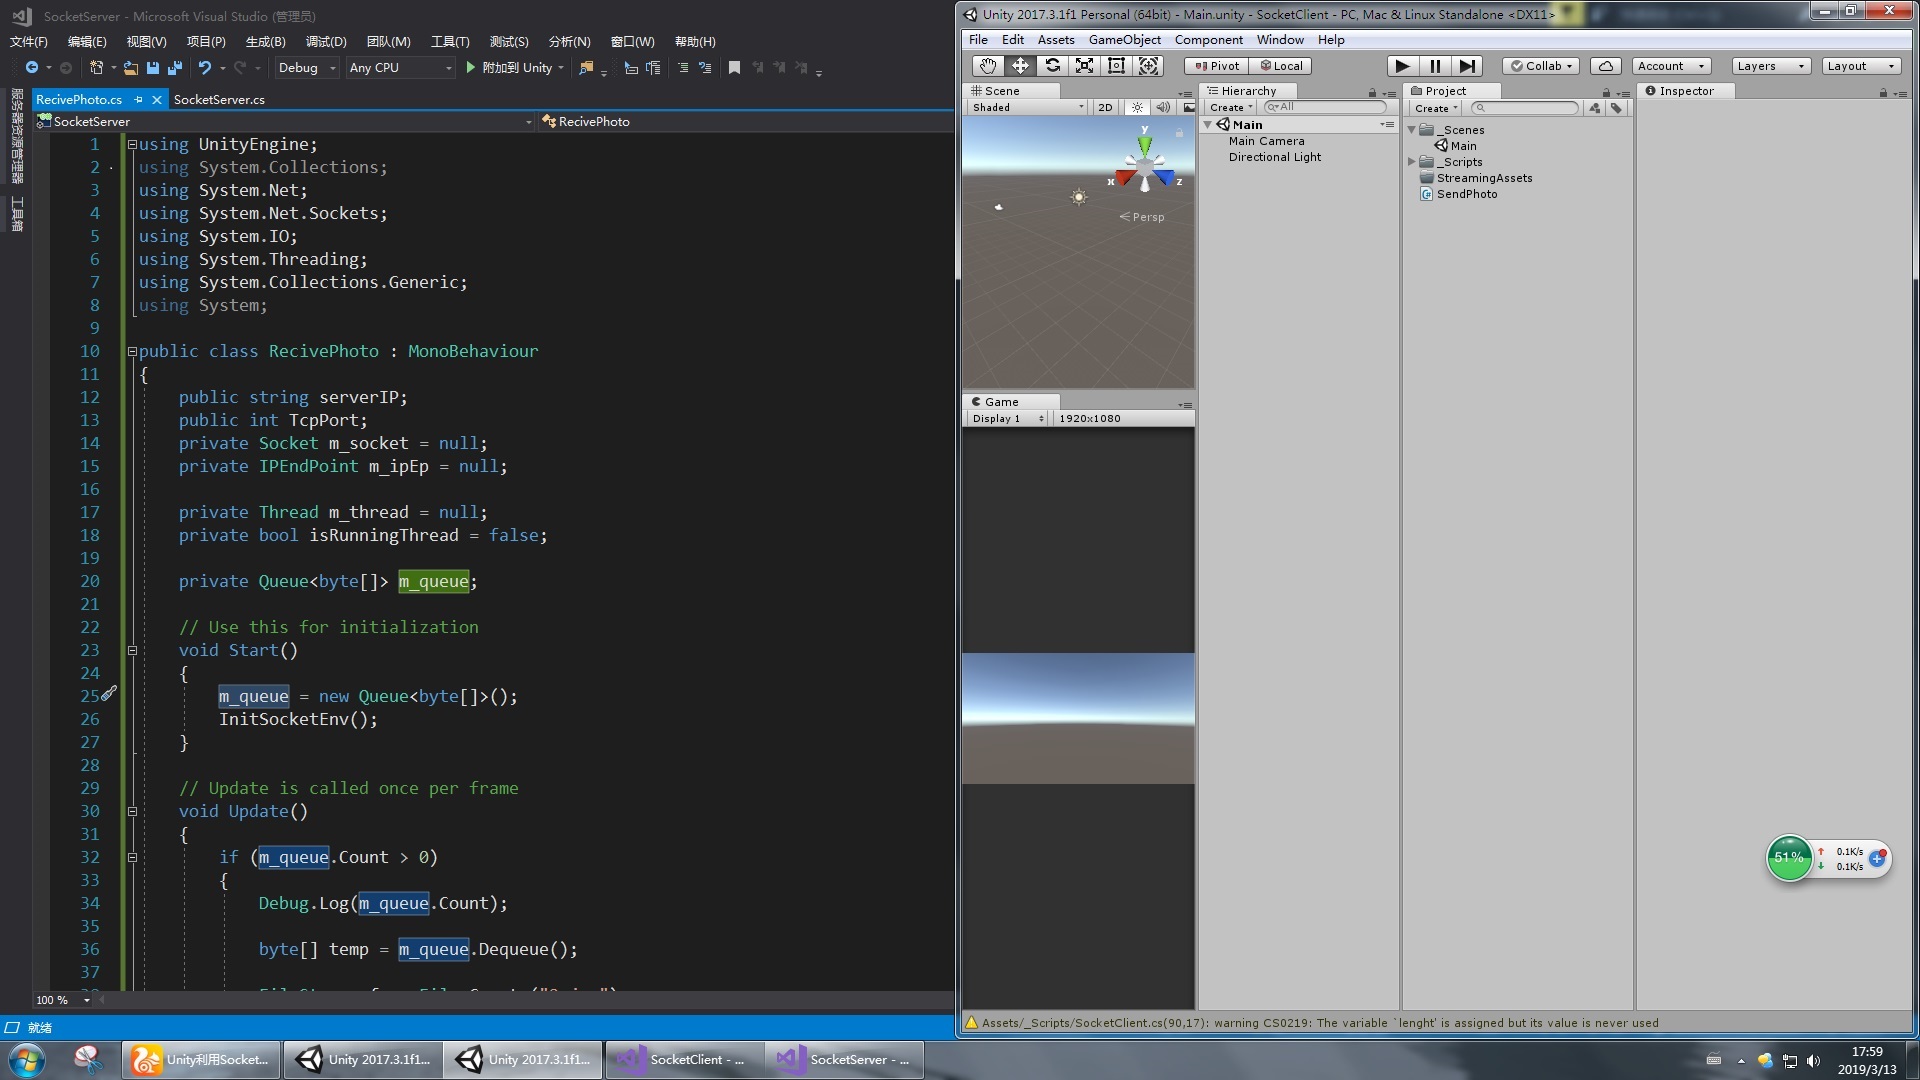 SocketServer - Microsoft Visual Studio (管理员)
文件(F) 编辑(E) 视图(V) 项目(P) 生成(B) 调试(D) 团队(M) 工具(T) 测试(S) 分析(N) 窗口(W) 帮助(H)
Debug Any CPU 附加到 Unity
服务器资源管理器
工具箱
RecivePhoto.cs SocketServer.cs
SocketServer RecivePhoto
1 using UnityEngine;
2 using System.Collections;
3 using System.Net;
4 using System.Net.Sockets;
5 using System.IO;
6 using System.Threading;
7 using System.Collections.Generic;
8 using System;
9
10 public class RecivePhoto : MonoBehaviour
11 {
12 public string serverIP;
13 public int TcpPort;
14 private Socket m_socket = null;
15 private IPEndPoint m_ipEp = null;
16
17 private Thread m_thread = null;
18 private bool isRunningThread = false;
19
20 private Queue<byte[]> m_queue;
21
22 // Use this for initialization
23 void Start()
24 {
25 m_queue = new Queue<byte[]>();
26 InitSocketEnv();
27 }
28
29 // Update is called once per frame
30 void Update()
31 {
32 if (m_queue.Count > 0)
33 {
34 Debug.Log(m_queue.Count);
35
36 byte[] temp = m_queue.Dequeue();
37
100 %
就绪
Unity 2017.3.1f1 Personal (64bit) - Main.unity - SocketClient - PC, Mac & Linux Standalone <DX11>
File Edit Assets GameObject Component Window Help
Pivot Local Collab Account Layers Layout
Scene
Shaded 2D
y
x
z
Persp
Game
Display 1 1920x1080
Hierarchy
Create All
Main
Main Camera
Directional Light
Project
Create
_Scenes
Main
_Scripts
StreamingAssets
SendPhoto
Inspector
51% 0.1K/s
0.1K/s
Assets/_Scripts/SocketClient.cs(90,17): warning CS0219: The variable `lenght' is assigned but its value is never used
Unity利用Socket... Unity 2017.3.1f1... Unity 2017.3.1f1... SocketClient - ... SocketServer - ...
17:59
2019/3/13